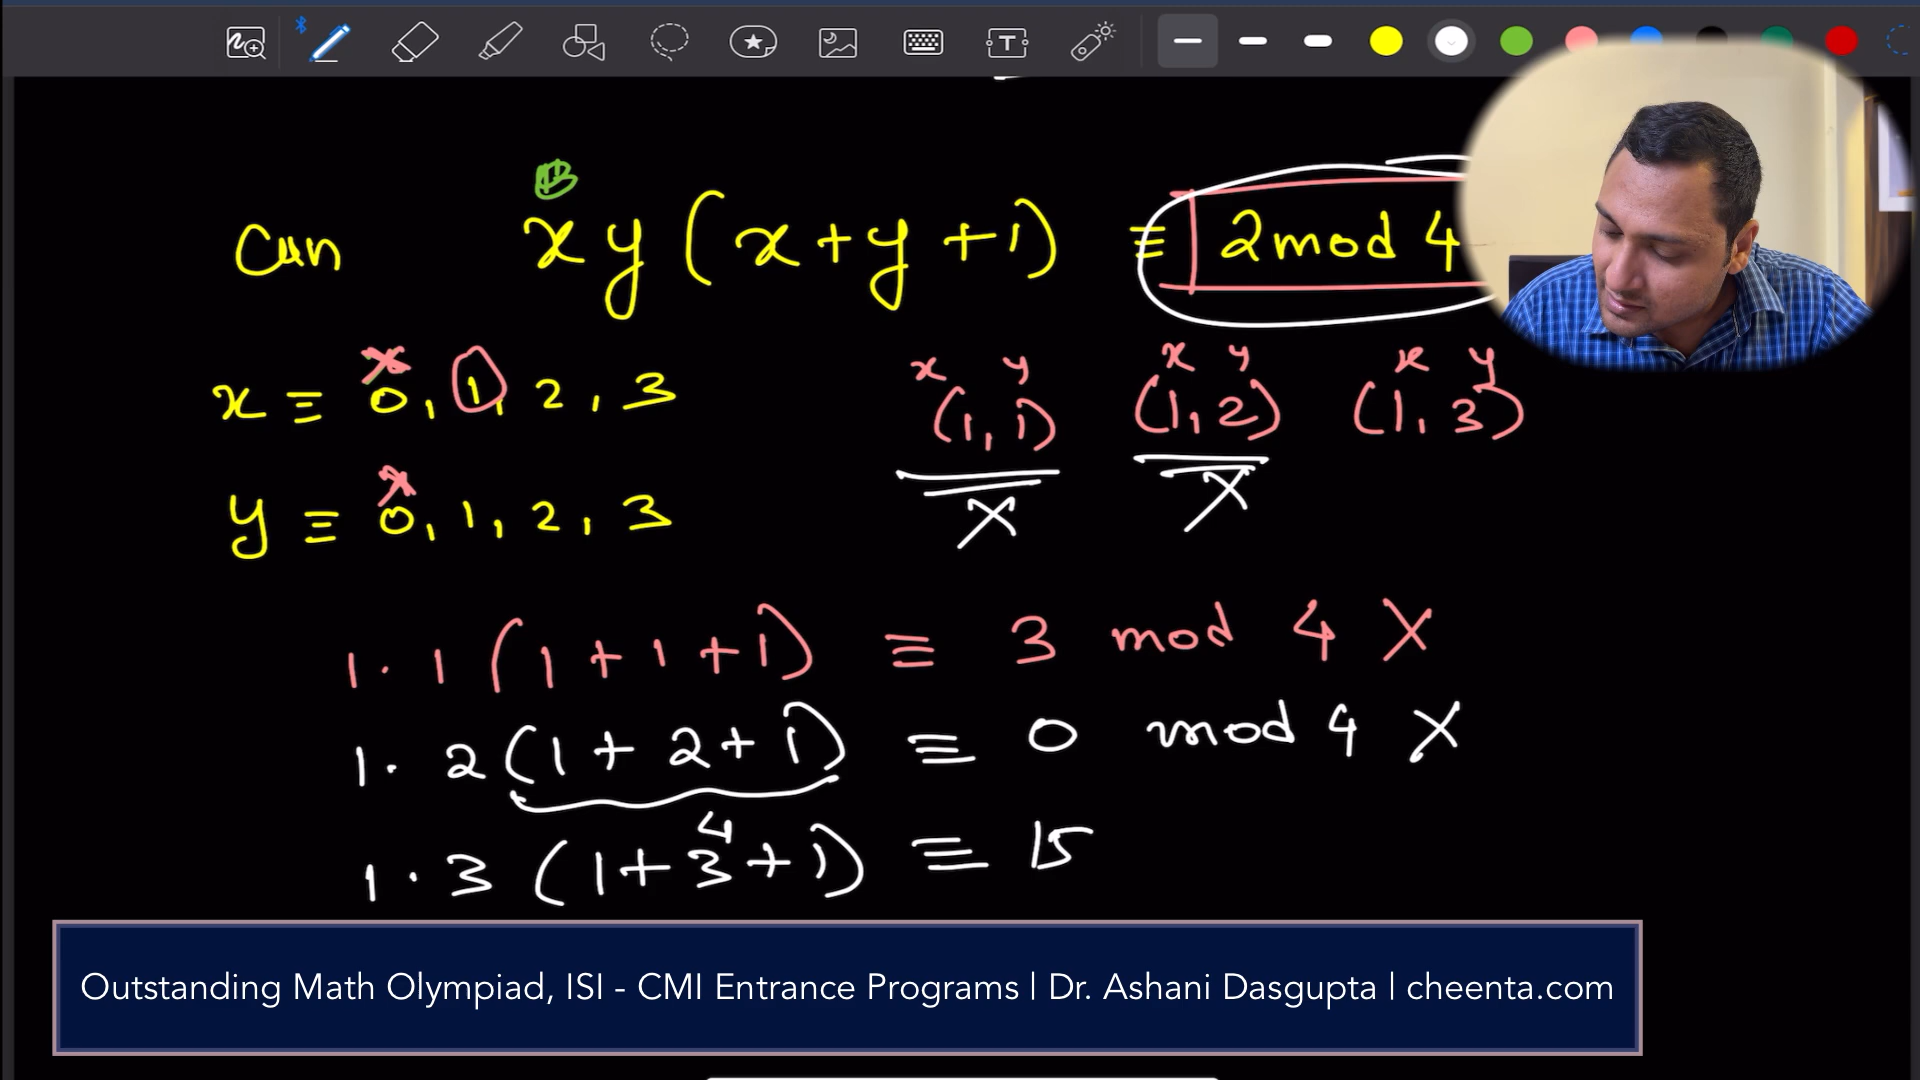 Can xy(x+y+1) ≡ 2 mod 4
x ≡ 0, 1, 2, 3
x y
(1, 1)
x y
(1, 2)
x y
(1, 3)
y ≡ 0, 1, 2, 3
X X
1 . 1 (1 + 1 + 1) ≡ 3 mod 4 X
1 . 2 (1 + 2 + 1) ≡ 0 mod 4 X
4
1 . 3 (1 + 3 + 1) ≡ 15
Outstanding Math Olympiad, ISI - CMI Entrance Programs | Dr. Ashani Dasgupta | cheenta.com